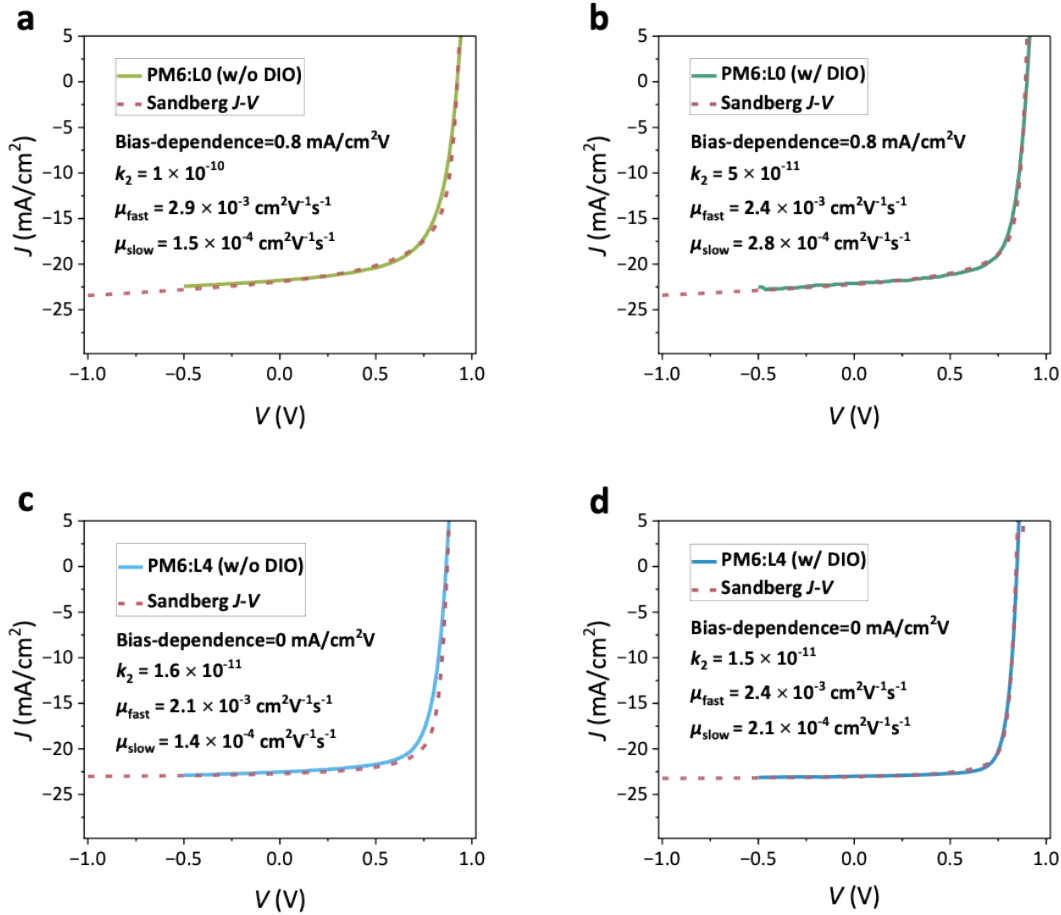 a
5
0
−5
−10
−15
−20
−25
J (mA/cm²)
PM6:L0 (w/o DIO)
Sandberg J-V
Bias-dependence=0.8 mA/cm²V
k₂ = 1 × 10⁻¹⁰
μfast = 2.9 × 10⁻³ cm²V⁻¹s⁻¹
μslow = 1.5 × 10⁻⁴ cm²V⁻¹s⁻¹
−1.0 −0.5 0.0 0.5 1.0
V (V)
b
5
0
−5
−10
−15
−20
−25
J (mA/cm²)
PM6:L0 (w/ DIO)
Sandberg J-V
Bias-dependence=0.8 mA/cm²V
k₂ = 5 × 10⁻¹¹
μfast = 2.4 × 10⁻³ cm²V⁻¹s⁻¹
μslow = 2.8 × 10⁻⁴ cm²V⁻¹s⁻¹
−1.0 −0.5 0.0 0.5 1.0
V (V)
c
5
0
−5
−10
−15
−20
−25
J (mA/cm²)
PM6:L4 (w/o DIO)
Sandberg J-V
Bias-dependence=0 mA/cm²V
k₂ = 1.6 × 10⁻¹¹
μfast = 2.1 × 10⁻³ cm²V⁻¹s⁻¹
μslow = 1.4 × 10⁻⁴ cm²V⁻¹s⁻¹
−1.0 −0.5 0.0 0.5 1.0
V (V)
d
5
0
−5
−10
−15
−20
−25
J (mA/cm²)
PM6:L4 (w/ DIO)
Sandberg J-V
Bias-dependence=0 mA/cm²V
k₂ = 1.5 × 10⁻¹¹
μfast = 2.4 × 10⁻³ cm²V⁻¹s⁻¹
μslow = 2.1 × 10⁻⁴ cm²V⁻¹s⁻¹
−1.0 −0.5 0.0 0.5 1.0
V (V)